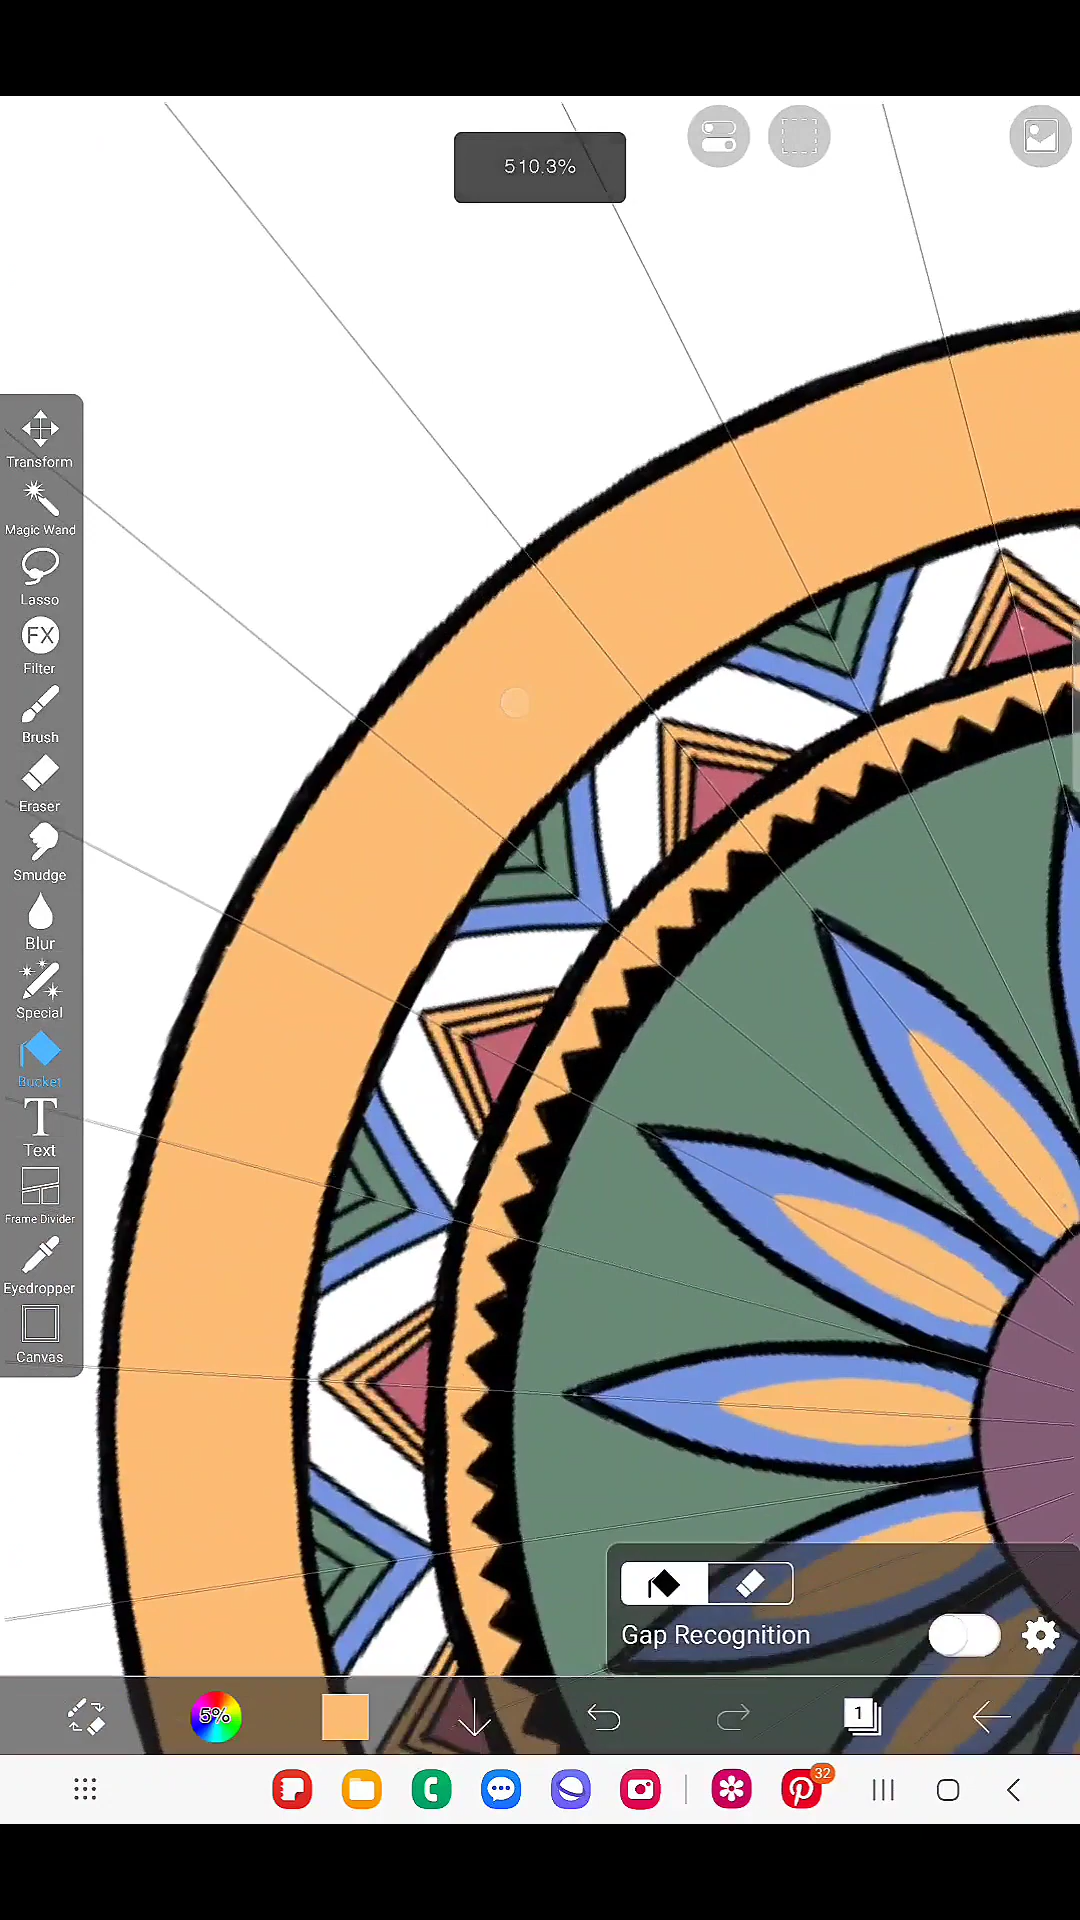 510.3%
Transform
Magic Wand
Lasso
FX
Filter
Brush
Eraser
Smudge
Blur
Special
Bucket
T
Text
Frame Divider
Eyedropper
Canvas
Gap Recognition
5%
1
32